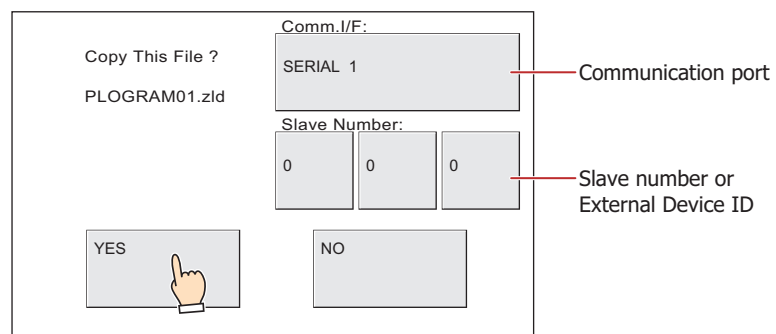 Comm.I/F:
Copy This File ?
SERIAL 1
Communication port
PLOGRAM01.zld
Slave Number:
0 0 0
Slave number or
External Device ID
YES NO